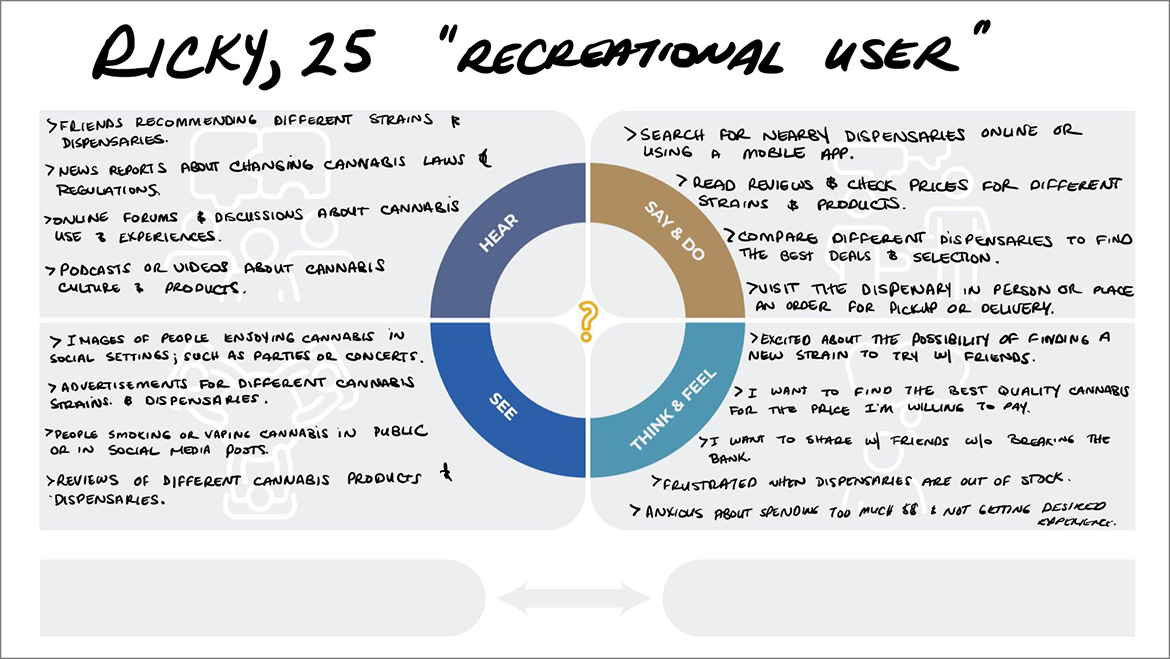 RICKY, 25 "RECREATIONAL USER"
>FRIENDS RECOMMENDING DIFFERENT STRAINS &
DISPENSARIES.
>NEWS REPORTS ABOUT CHANGING CANNABIS LAWS &
REGULATIONS.
>ONLINE FORUMS & DISCUSSIONS ABOUT CANNABIS
USE & EXPERIENCES.
>PODCASTS OR VIDEOS ABOUT CANNABIS
CULTURE & PRODUCTS.
HEAR
SAY & DO
>SEARCH FOR NEARBY DISPENSARIES ONLINE OR
USING A MOBILE APP.
>READ REVIEWS & CHECK PRICES FOR DIFFERENT
STRAINS & PRODUCTS.
>COMPARE DIFFERENT DISPENSARIES TO FIND
THE BEST DEALS & SELECTION.
>VISIT THE DISPENARY IN PERSON OR PLACE
AN ORDER FOR PICKUP OR DELIVERY.
?
>IMAGES OF PEOPLE ENJOYING CANNABIS IN
SOCIAL SETTINGS; SUCH AS PARTIES OR CONCERTS.
>ADVERTISEMENTS FOR DIFFERENT CANNABIS
STRAINS. & DISPENSARIES.
>PEOPLE SMOKING OR VAPING CANNABIS IN PUBLIC
OR IN SOCIAL MEDIA POSTS.
>REVIEWS OF DIFFERENT CANNABIS PRODUCTS &
DISPENSARIES.
SEE
THINK & FEEL
>EXCITED ABOUT THE POSSIBILITY OF FINDING A
NEW STRAIN TO TRY W/ FRIENDS.
>I WANT TO FIND THE BEST QUALITY CANNABIS
FOR THE PRICE I'M WILLING TO PAY.
>I WANT TO SHARE W/ FRIENDS W/O BREAKING THE
BANK.
>FRUSTRATED WHEN DISPENSARIES ARE OUT OF STOCK.
>ANXIOUS ABOUT SPENDING TOO MUCH $$ & NOT GETTING DESIRED
EXPERIENCE.